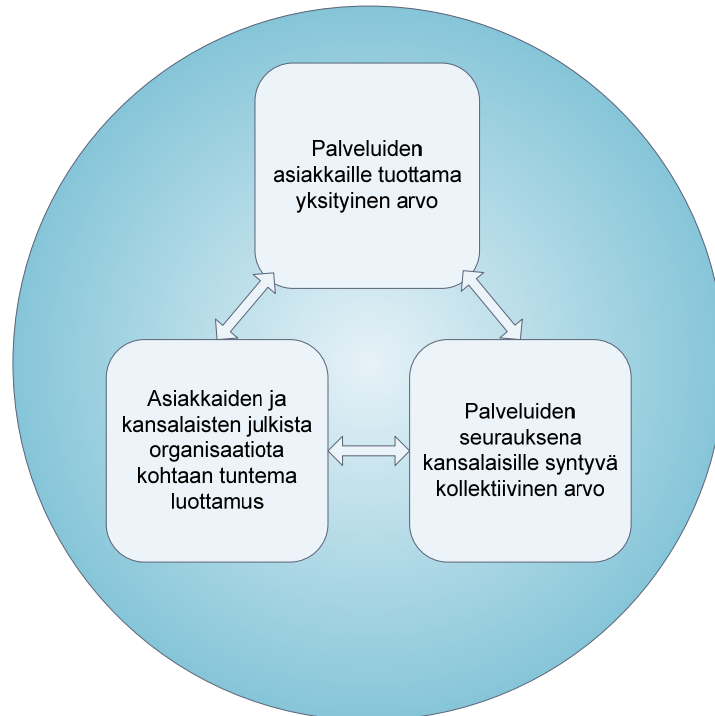 Palveluiden
asiakkaille tuottama
yksityinen arvo
Asiakkaiden ja
kansalaisten julkista
organisaatiota
kohtaan tuntema
luottamus
Palveluiden
seurauksena
kansalaisille syntyvä
kollektiivinen arvo